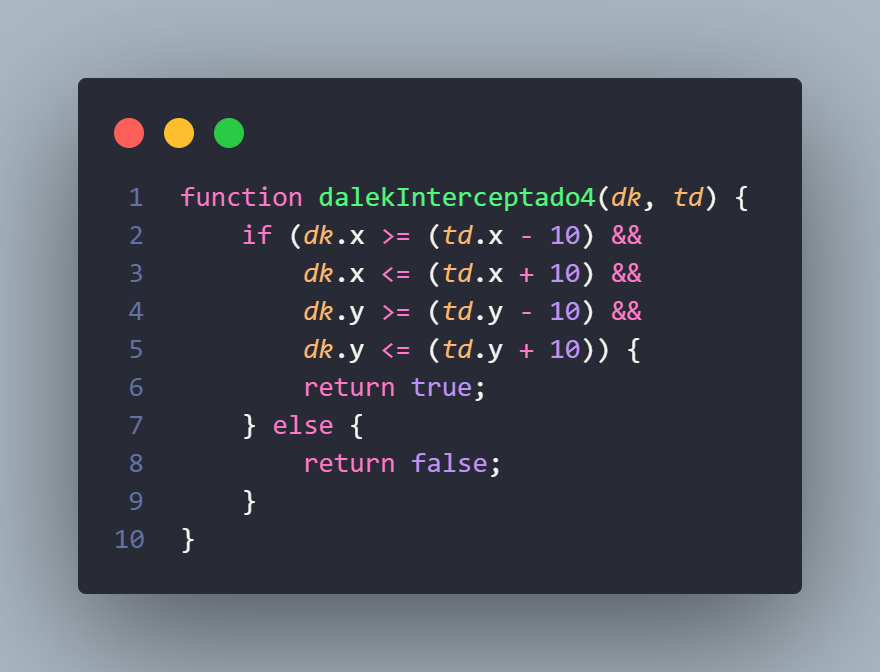 1 function dalekInterceptado4(dk, td) {
2     if (dk.x >= (td.x - 10) &&
3         dk.x <= (td.x + 10) &&
4         dk.y >= (td.y - 10) &&
5         dk.y <= (td.y + 10)) {
6         return true;
7     } else {
8         return false;
9     }
10 }